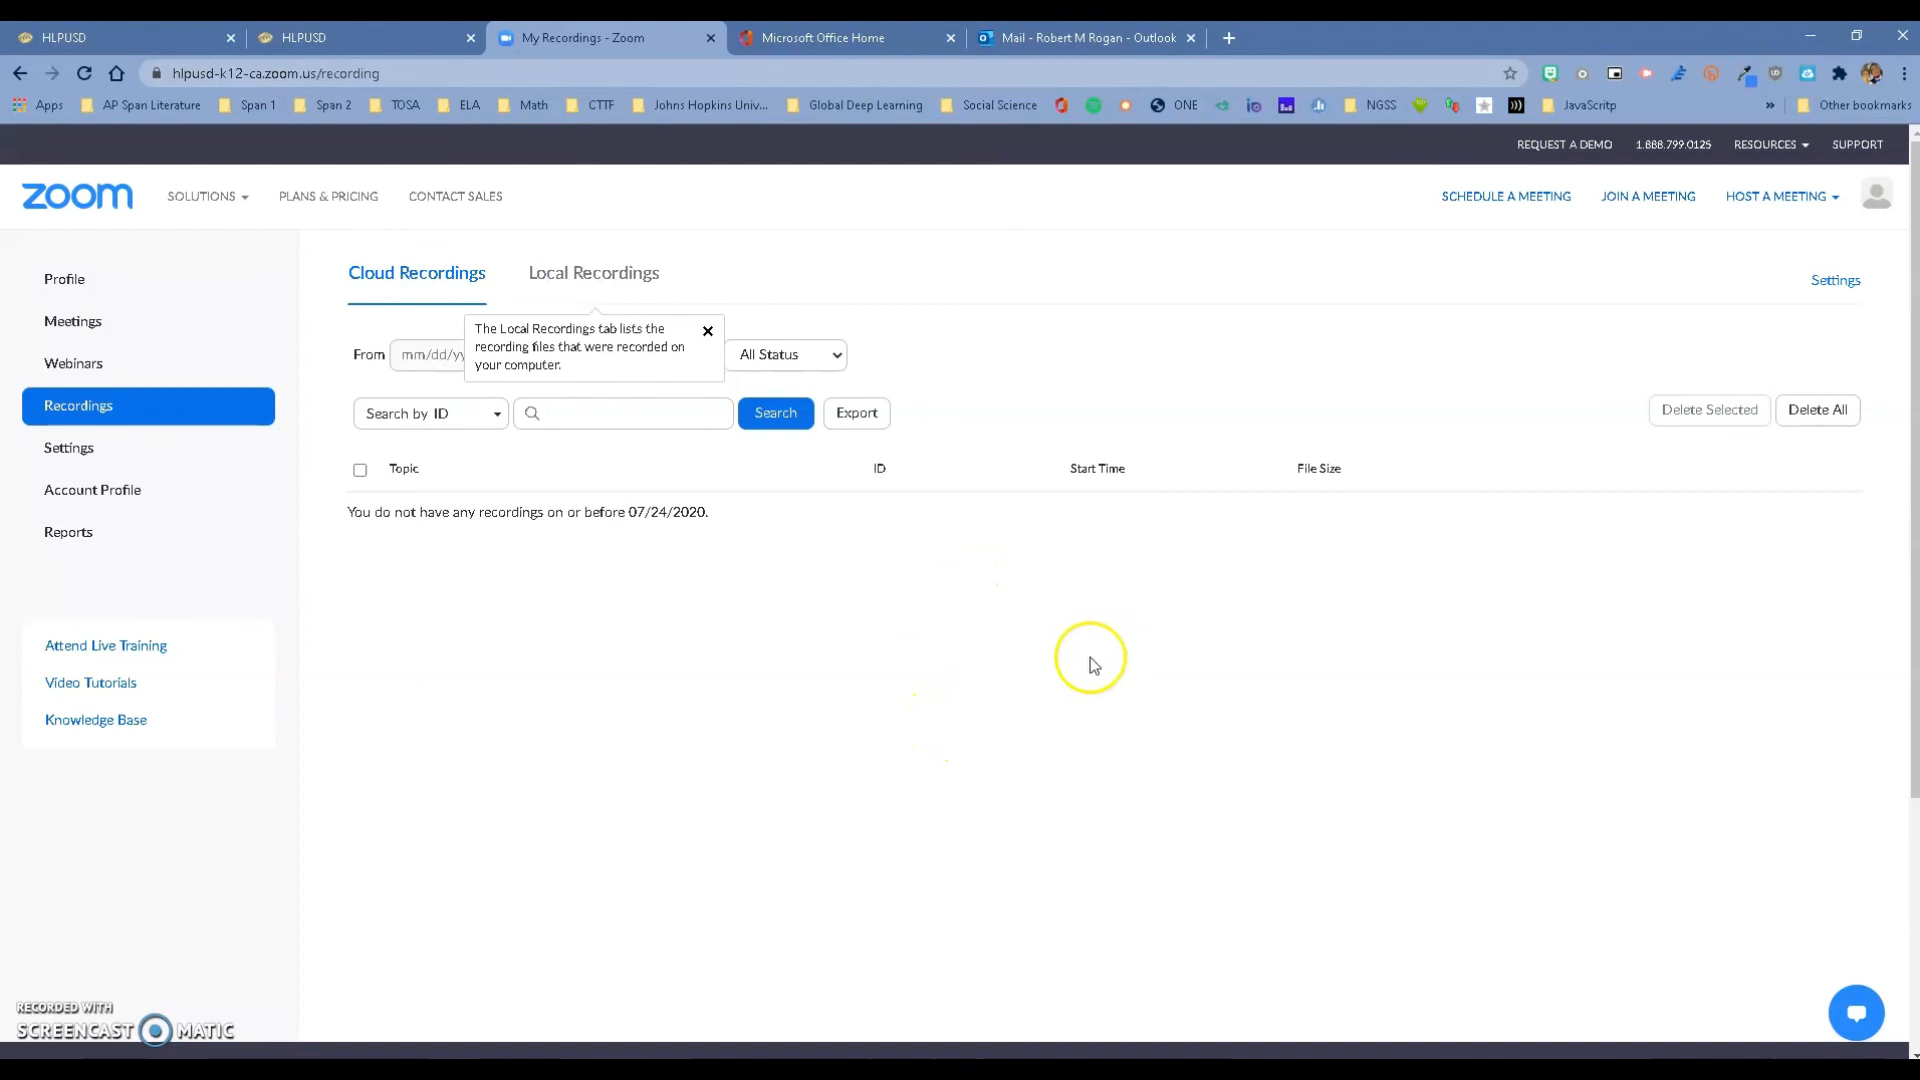 HLPUSD
HLPUSD
My Recordings - Zoom
Microsoft Office Home
Mail - Robert M Rogan - Outlook
hlpusd-k12-ca.zoom.us/recording
Apps
AP Span Literature
Span 1
Span 2
TOSA
ELA
Math
CTTF
Johns Hopkins Univ...
Global Deep Learning
Social Science
ONE
NGSS
JavaScritp
»
Other bookmarks
REQUEST A DEMO
1.888.799.0125
RESOURCES
SUPPORT
zoom
SOLUTIONS
PLANS & PRICING
CONTACT SALES
SCHEDULE A MEETING
JOIN A MEETING
HOST A MEETING
Profile
Meetings
Webinars
Recordings
Settings
Account Profile
Reports
Attend Live Training
Video Tutorials
Knowledge Base
Cloud Recordings
Local Recordings
Settings
The Local Recordings tab lists the
recording files that were recorded on
your computer.
From
mm/dd/yy
All Status
Search by ID
Search
Export
Delete Selected
Delete All
Topic
ID
Start Time
File Size
You do not have any recordings on or before 07/24/2020.
RECORDED WITH
SCREENCAST MATIC